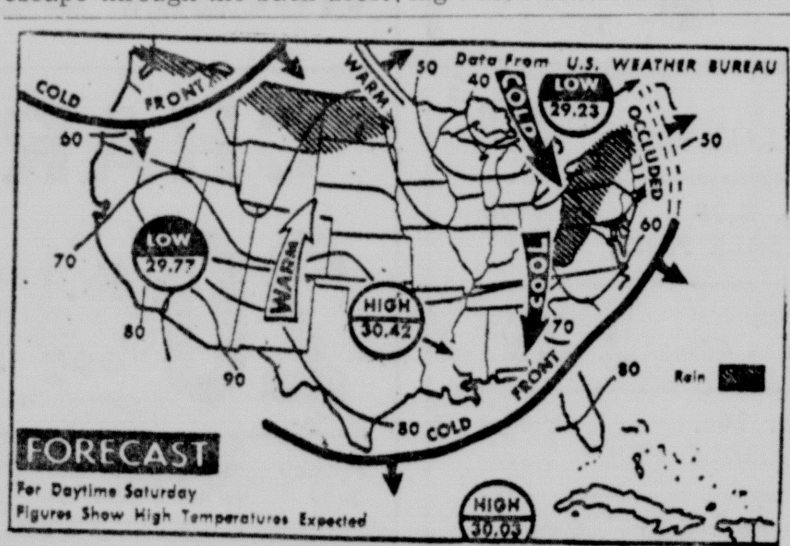 Data From U.S. WEATHER BUREAU
COLD FRONT
WARM
50
40
COLD
LOW
29.23
OCCLUDED
50
60
60
70
LOW
29.77
WARM
HIGH
30.42
COOL
70
80
90
80
COLD FRONT
80
Rain
FORECAST
For Daytime Saturday
Figures Show High Temperatures Expected
HIGH
30.03